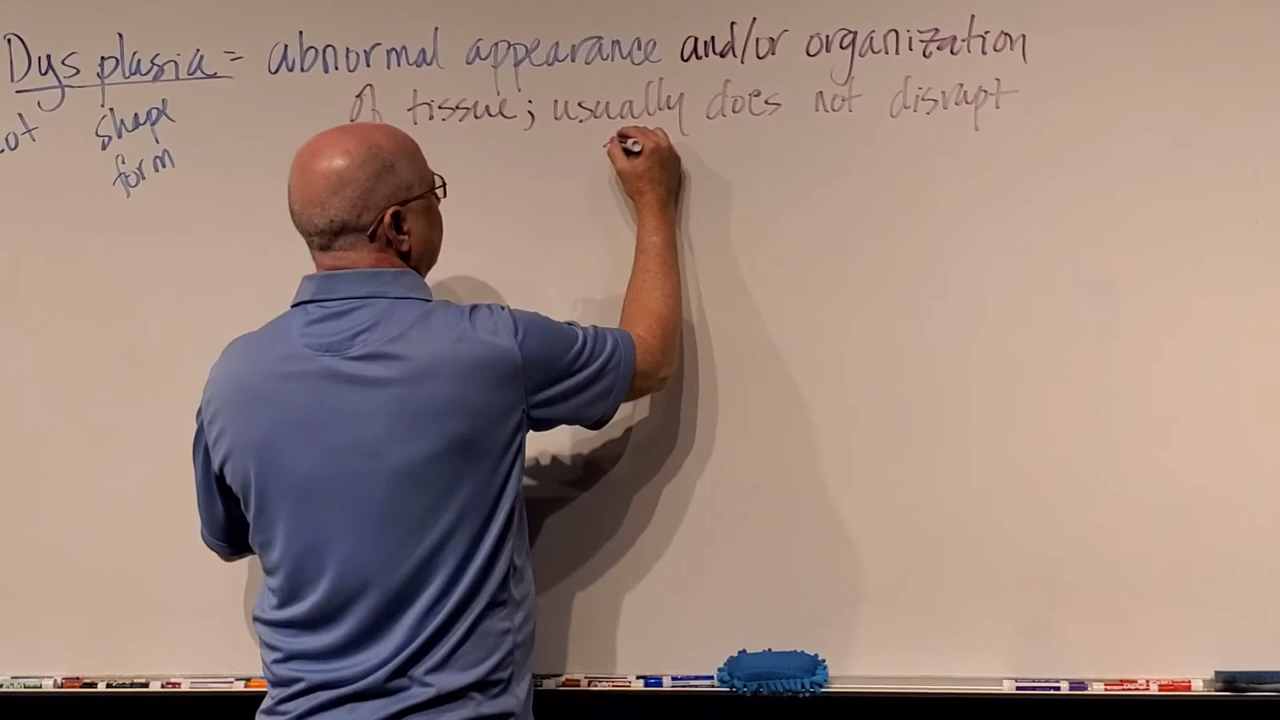 Dysplasia = abnormal appearance and/or organization
of tissue; usually does not disrupt
shape
form